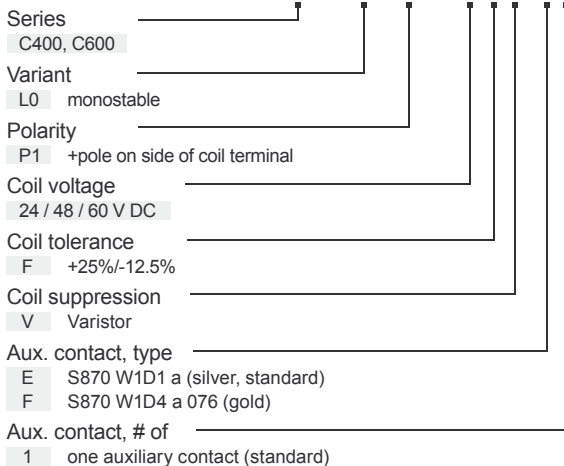 Series
C400, C600
Variant
L0 monostable
Polarity
P1 +pole on side of coil terminal
Coil voltage
24 / 48 / 60 V DC
Coil tolerance
F +25%/-12.5%
Coil suppression
V Varistor
Aux. contact, type
E S870 W1D1 a (silver, standard)
F S870 W1D4 a 076 (gold)
Aux. contact, # of
1 one auxiliary contact (standard)